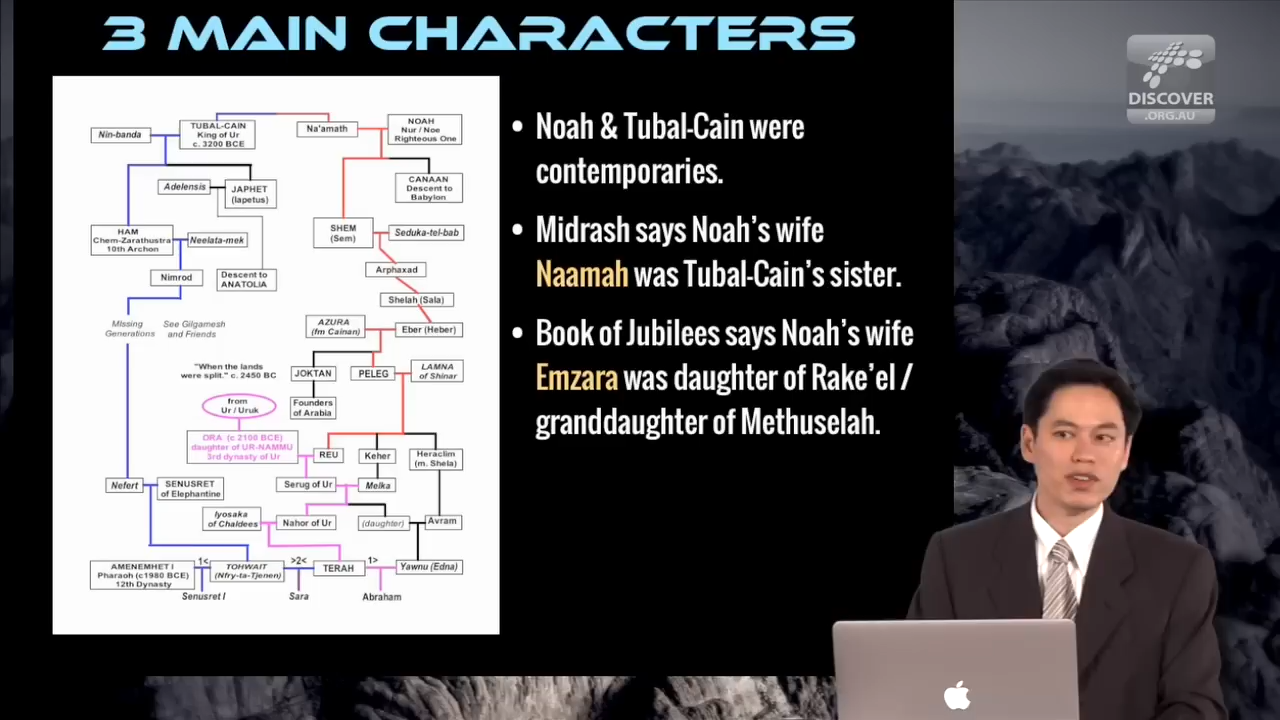 3 MAIN CHARACTERS
DISCOVER
.ORG.AU
• Noah & Tubal-Cain were
contemporaries.
• Midrash says Noah's wife
Naamah was Tubal-Cain's sister.
• Book of Jubilees says Noah's wife
Emzara was daughter of Rake'el /
granddaughter of Methuselah.
Nin-banda
TUBAL-CAIN
King of Ur
c. 3200 BCE
Na'amath
NOAH
Nur / Noe
Righteous One
Adelensis
JAPHET
(Iapetus)
CANAAN
Descent to
Babylon
HAM
Chem-Zarathustra
10th Archon
Neelata-mek
SHEM
(Sem)
Seduka-tel-bab
Nimrod
Descent to
ANATOLIA
Arphaxad
Shelah (Sala)
Missing
Generations
See Gilgamesh
and Friends
AZURA
(fm Cainan)
Eber (Heber)
"When the lands
were split." c. 2450 BC
JOKTAN
PELEG
LAMNA
of Shinar
from
Ur / Uruk
Founders
of Arabia
ORA (c 2100 BCE)
daughter of UR-NAMMU
3rd dynasty of Ur
REU
Keher
Heraclim
(m. Shela)
Nefert
SENUSRET
of Elephantine
Serug of Ur
Melka
Iyosaka
of Chaldees
Nahor of Ur
(daughter)
Avram
AMENEMHET I
Pharaoh (c1980 BCE)
12th Dynasty
1<
TOHWAIT
(Nfry-ta-Tjenen)
>2<
TERAH
1>
Yawnu (Edna)
Senusret I
Sara
Abraham